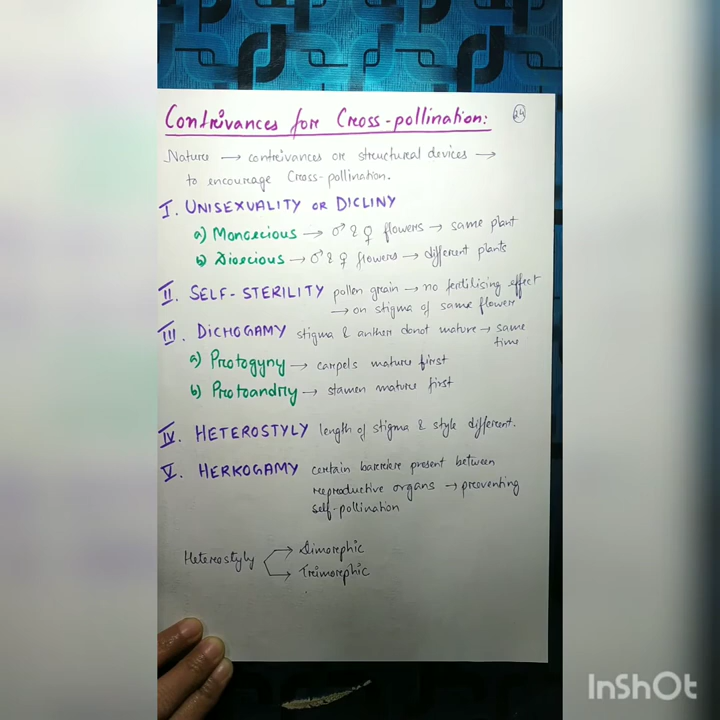 Contrivances for Cross-pollination: 24
Nature → contrivances or structural devices →
to encourage Cross-pollination.
I. UNISEXUALITY OR DICLINY
a) Monoecious → ♂ & ♀ flowers → same plant
b) Dioecious → ♂ & ♀ flowers → different plants
II. SELF-STERILITY pollen grain → no fertilising effect
→ on stigma of same flower
III. DICHOGAMY stigma & anther donot mature → same
time
a) Protogyny → carpels mature first
b) Protoandry → stamen mature first
IV. HETEROSTYLY length of stigma & style different.
V. HERKOGAMY certain barriers present between
reproductive organs → preventing
self-pollination
Heterostyly → Dimorphic
→ Trimorphic
InShOt